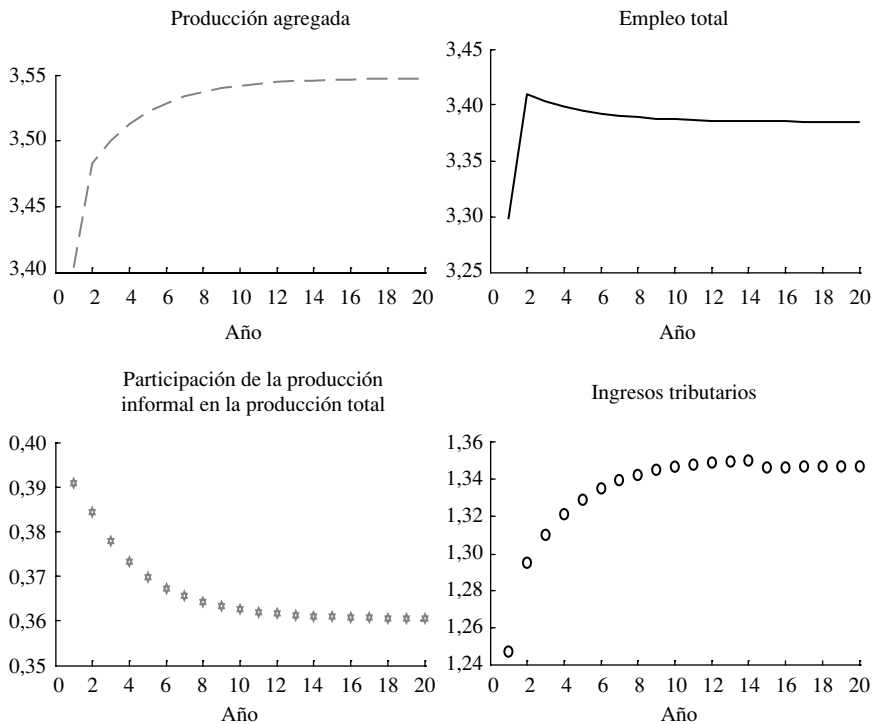 Producción agregada
3,55
3,50
3,45
3,40
0 2 4 6 8 10 12 14 16 18 20
Año
Empleo total
3,45
3,40
3,35
3,30
3,25
0 2 4 6 8 10 12 14 16 18 20
Año
Participación de la producción
informal en la producción total
0,40
0,39
0,38
0,37
0,36
0,35
0 2 4 6 8 10 12 14 16 18 20
Año
Ingresos tributarios
1,36
1,34
1,32
1,30
1,28
1,26
1,24
0 2 4 6 8 10 12 14 16 18 20
Año